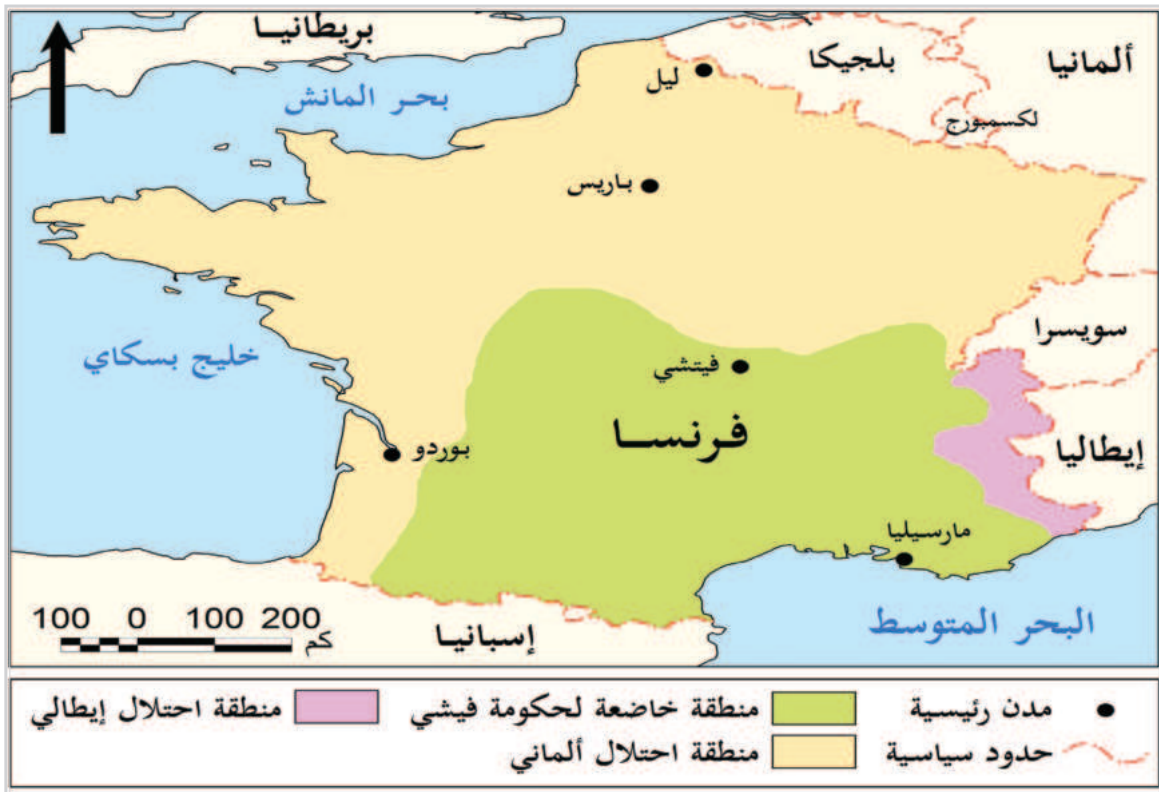 بريطانيا
ألمانيا
بلجيكا
ليل
بحر المانش
لكسمبورج
باريس
سويسرا
خليج بسكاي
فيتشي
فرنسا
إيطاليا
بوردو
مارسيليا
البحر المتوسط
إسبانيا
100 0 100 200
كم
مدن رئيسية
منطقة خاضعة لحكومة فيشي
منطقة احتلال إيطالي
حدود سياسية
منطقة احتلال ألماني